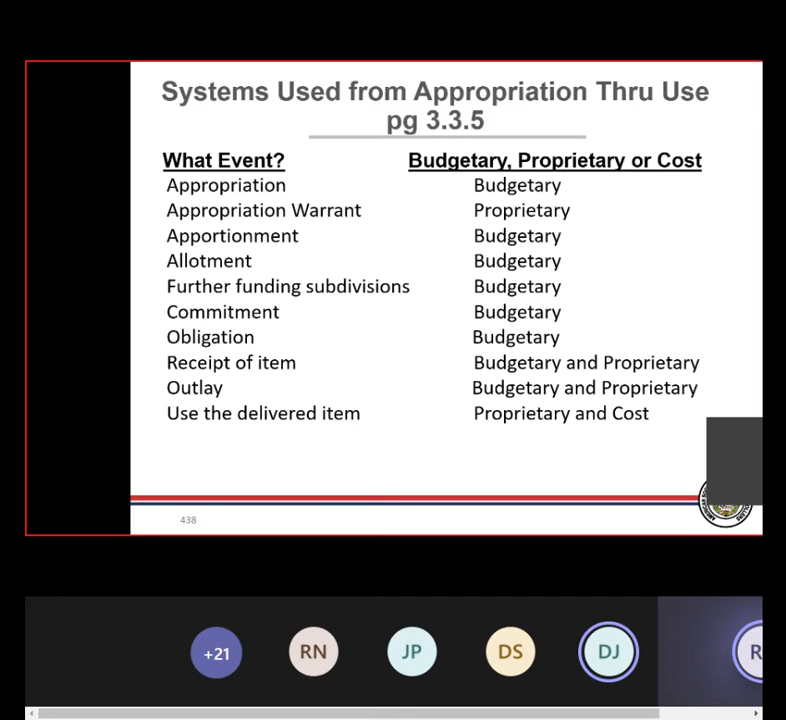 Systems Used from Appropriation Thru Use
pg 3.3.5
What Event? Budgetary, Proprietary or Cost
Appropriation Budgetary
Appropriation Warrant Proprietary
Apportionment Budgetary
Allotment Budgetary
Further funding subdivisions Budgetary
Commitment Budgetary
Obligation Budgetary
Receipt of item Budgetary and Proprietary
Outlay Budgetary and Proprietary
Use the delivered item Proprietary and Cost
438
+21 RN JP DS DJ R